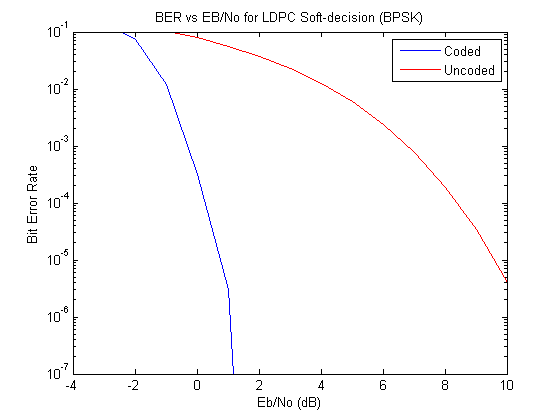 BER vs EB/No for LDPC Soft-decision (BPSK)
10^-1
10^-2
10^-3
10^-4
10^-5
10^-6
10^-7
Bit Error Rate
Coded
Uncoded
-4 -2 0 2 4 6 8 10
Eb/No (dB)